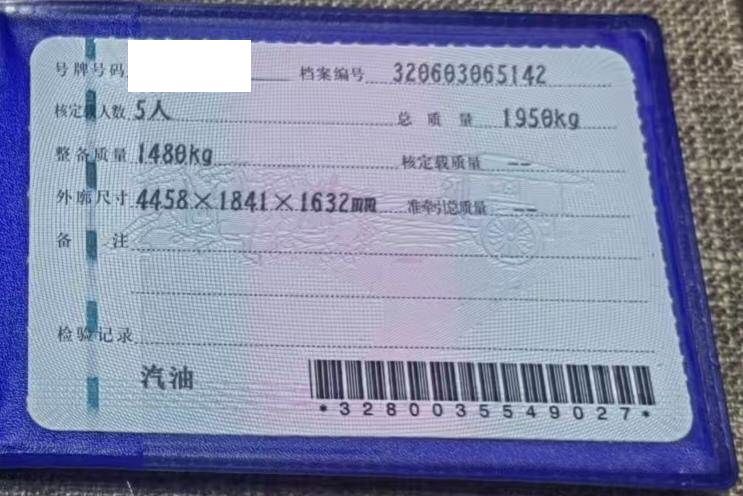 号牌号码 档案编号 320603065142
核定载人数 5人 总质量 1950kg
整备质量 1480kg 核定载质量 --
外廓尺寸 4458×1841×1632mm 准牵引总质量 --
备注
检验记录
汽油
*3280035549027*